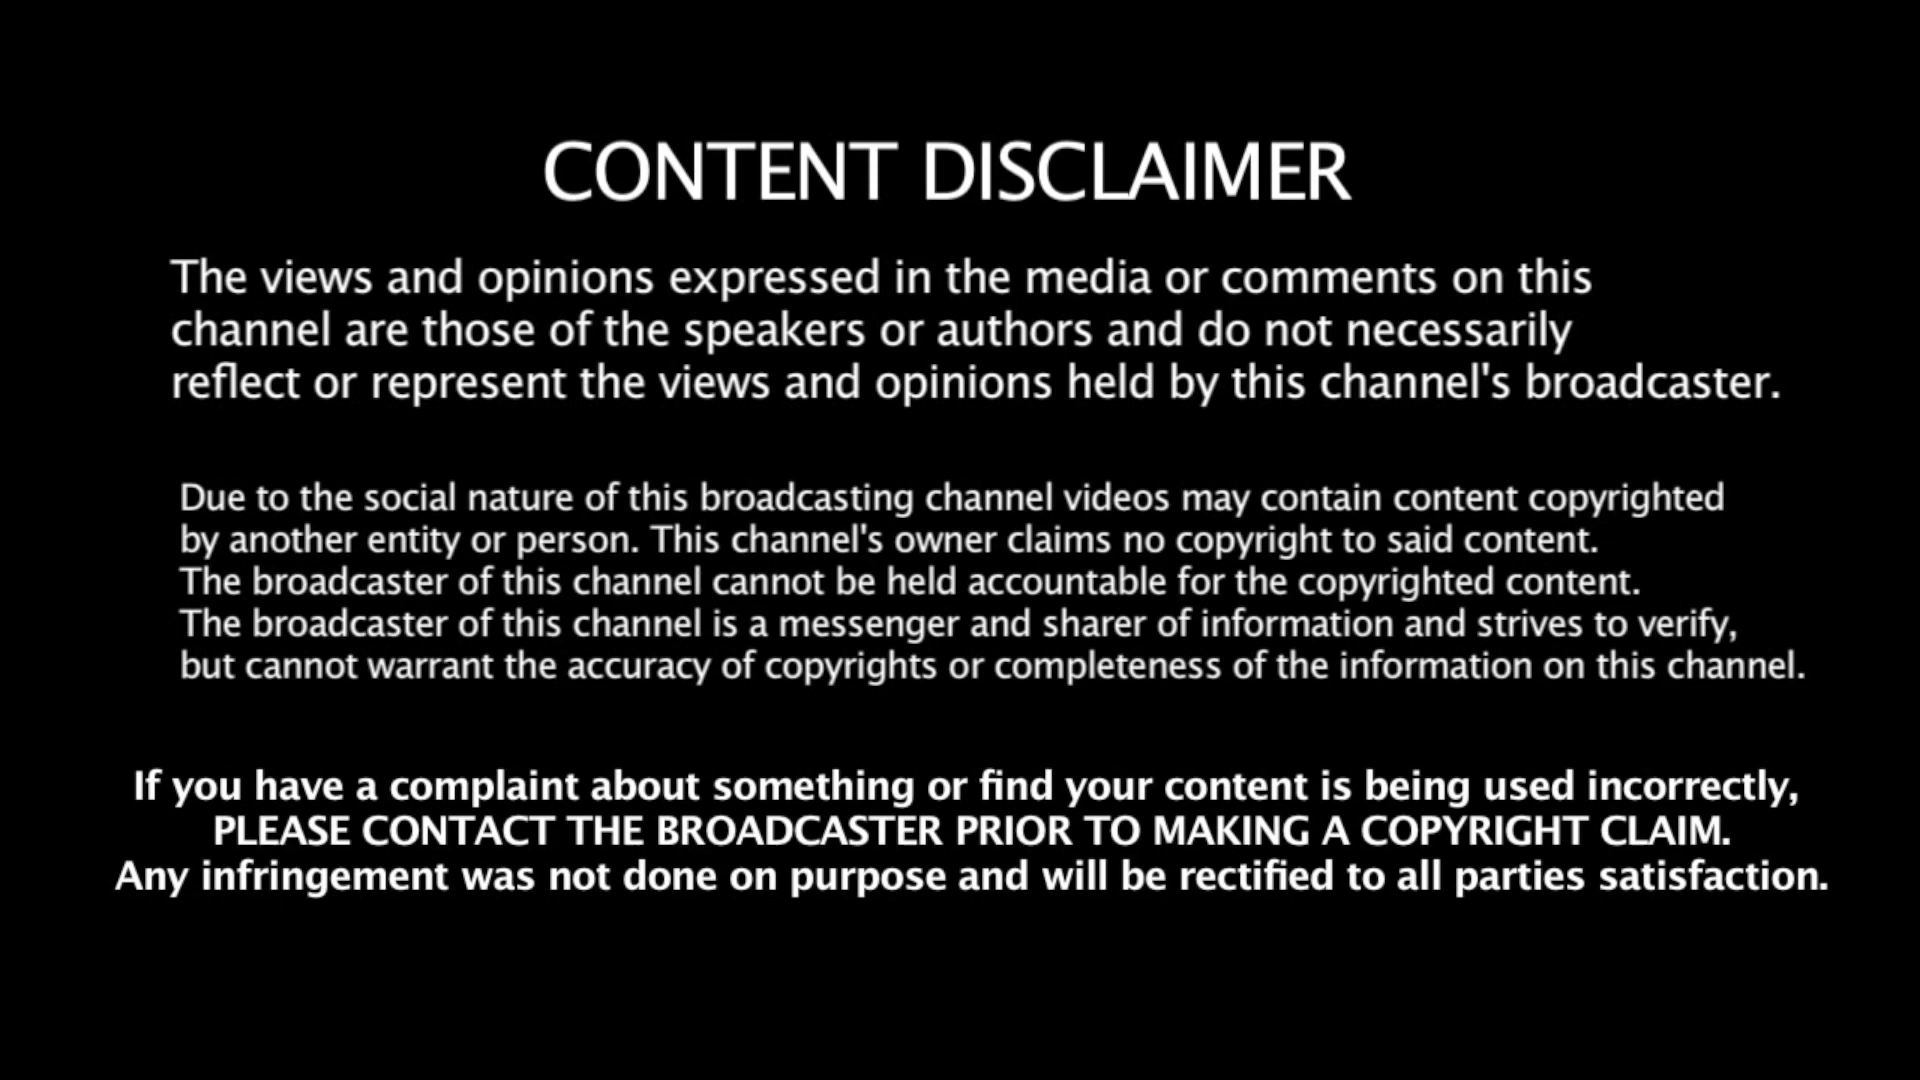 CONTENT DISCLAIMER
The views and opinions expressed in the media or comments on this
channel are those of the speakers or authors and do not necessarily
reflect or represent the views and opinions held by this channel's broadcaster.
Due to the social nature of this broadcasting channel videos may contain content copyrighted
by another entity or person. This channel's owner claims no copyright to said content.
The broadcaster of this channel cannot be held accountable for the copyrighted content.
The broadcaster of this channel is a messenger and sharer of information and strives to verify,
but cannot warrant the accuracy of copyrights or completeness of the information on this channel.
If you have a complaint about something or find your content is being used incorrectly,
PLEASE CONTACT THE BROADCASTER PRIOR TO MAKING A COPYRIGHT CLAIM.
Any infringement was not done on purpose and will be rectified to all parties satisfaction.